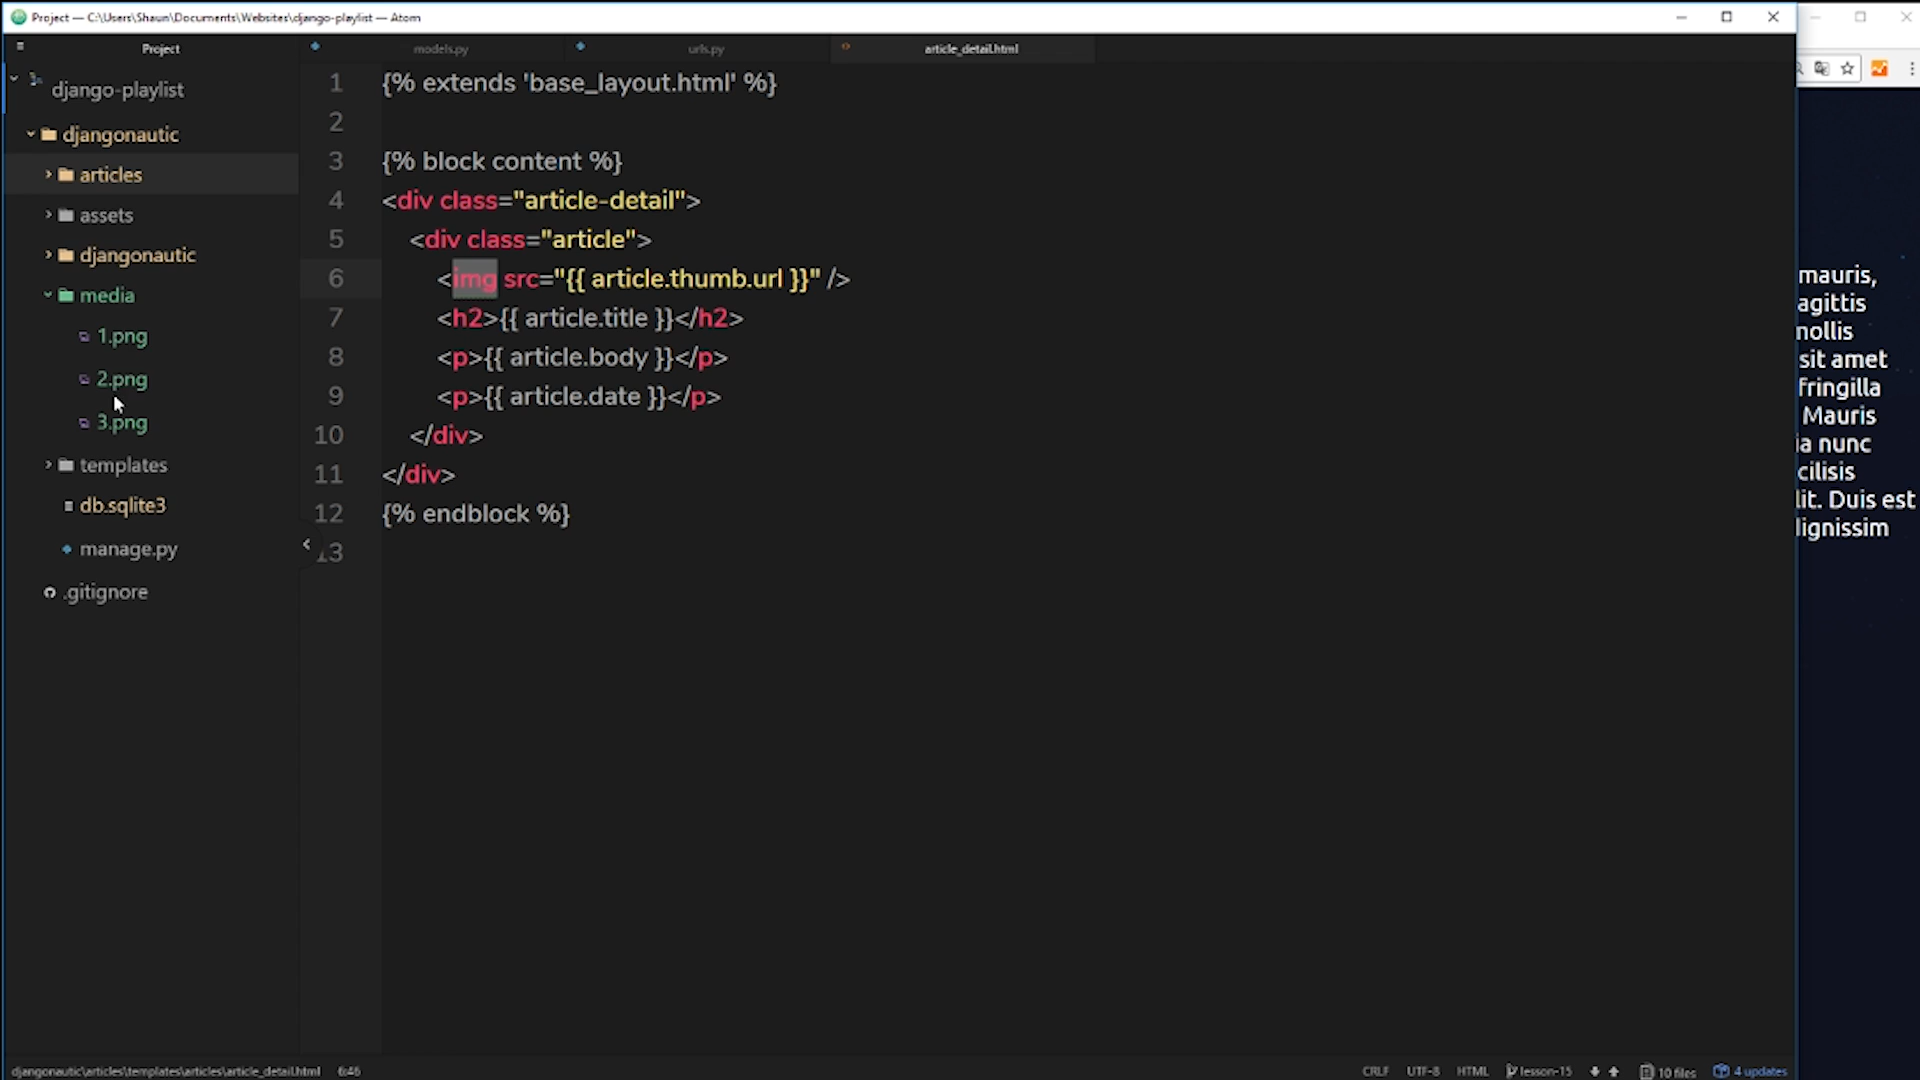 Project — C:\Users\Shaun\Documents\Websites\django-playlist — Atom
Project
models.py
urls.py
article_detail.html
django-playlist
djangonautic
articles
assets
djangonautic
media
1.png
2.png
3.png
templates
db.sqlite3
manage.py
.gitignore
1 {% extends 'base_layout.html' %}
2
3 {% block content %}
4 <div class="article-detail">
5 <div class="article">
6 <img src="{{ article.thumb.url }}" />
7 <h2>{{ article.title }}</h2>
8 <p>{{ article.body }}</p>
9 <p>{{ article.date }}</p>
10 </div>
11 </div>
12 {% endblock %}
13
mauris,
agittis
mollis
sit amet
fringilla
Mauris
ia nunc
cilisis
lit. Duis est
dignissim
djangonautic\articles\templates\articles\article_detail.html 6:46
CRLF UTF-8 HTML lesson-15 10 files 4 updates